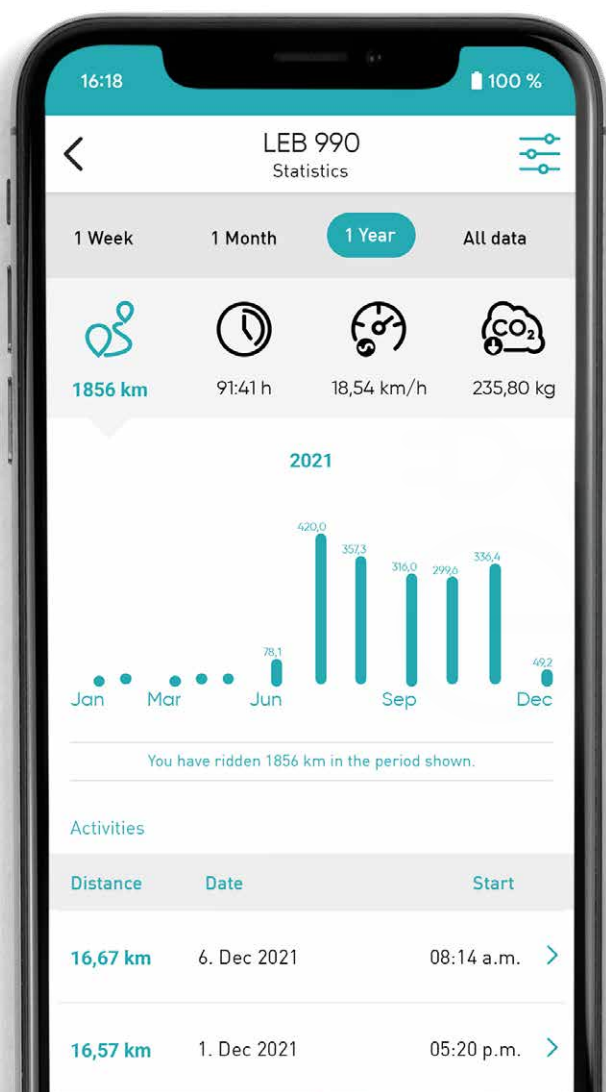 16:18 100 %
LEB 990
Statistics
1 Week 1 Month 1 Year All data
CO2
1856 km 91:41 h 18,54 km/h 235,80 kg
2021
420,0
357,3
336,4
316,0 299,6
78,1
49,2
Jan Mar Jun Sep Dec
You have ridden 1856 km in the period shown.
Activities
Distance Date Start
16,67 km 6. Dec 2021 08:14 a.m.
16,57 km 1. Dec 2021 05:20 p.m.